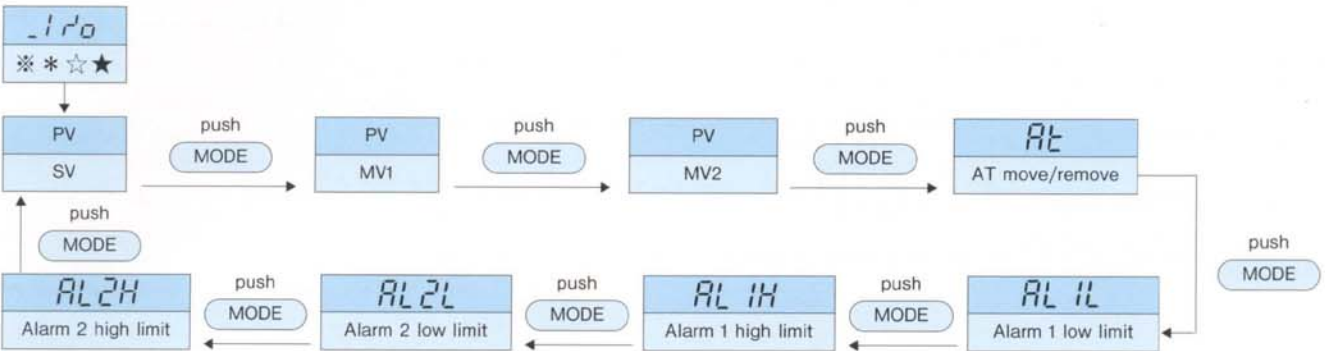 ※ * ☆ ★
PV
SV
push
MODE
PV
MV1
push
MODE
PV
MV2
push
MODE
At
AT move/remove
push
MODE
AL1L
Alarm 1 low limit
push
MODE
AL1H
Alarm 1 high limit
push
MODE
AL2L
Alarm 2 low limit
push
MODE
AL2H
Alarm 2 high limit
push
MODE